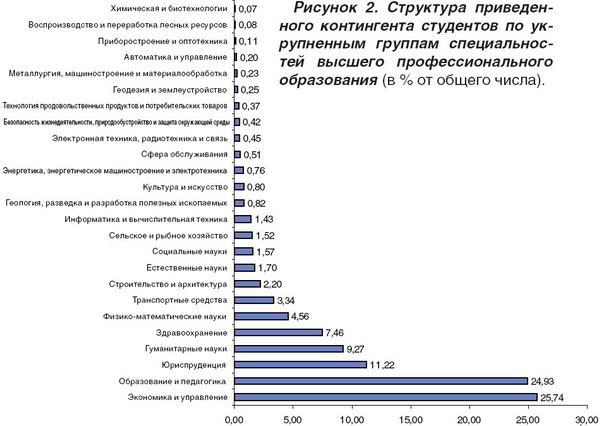 Рисунок 2. Структура приведен-
ного контингента студентов по ук-
рупненным группам специальнос-
тей высшего профессионального
образования (в % от общего числа).
Химическая и биотехнологии 0,07
Воспроизводство и переработка лесных ресурсов 0,08
Приборостроение и оптотехника 0,11
Автоматика и управление 0,20
Металлургия, машиностроение и материалообработка 0,23
Геодезия и землеустройство 0,25
Технология продовольственных продуктов и потребительских товаров 0,37
Безопасность жизнедеятельности, природообустройство и защита окружающей среды 0,42
Электронная техника, радиотехника и связь 0,45
Сфера обслуживания 0,51
Энергетика, энергетическое машиностроение и электротехника 0,76
Культура и искусство 0,80
Геология, разведка и разработка полезных ископаемых 0,82
Информатика и вычислительная техника 1,43
Сельское и рыбное хозяйство 1,52
Социальные науки 1,57
Естественные науки 1,70
Строительство и архитектура 2,20
Транспортные средства 3,34
Физико-математические науки 4,56
Здравоохранение 7,46
Гуманитарные науки 9,27
Юриспруденция 11,22
Образование и педагогика 24,93
Экономика и управление 25,74
0,00 5,00 10,00 15,00 20,00 25,00 30,00